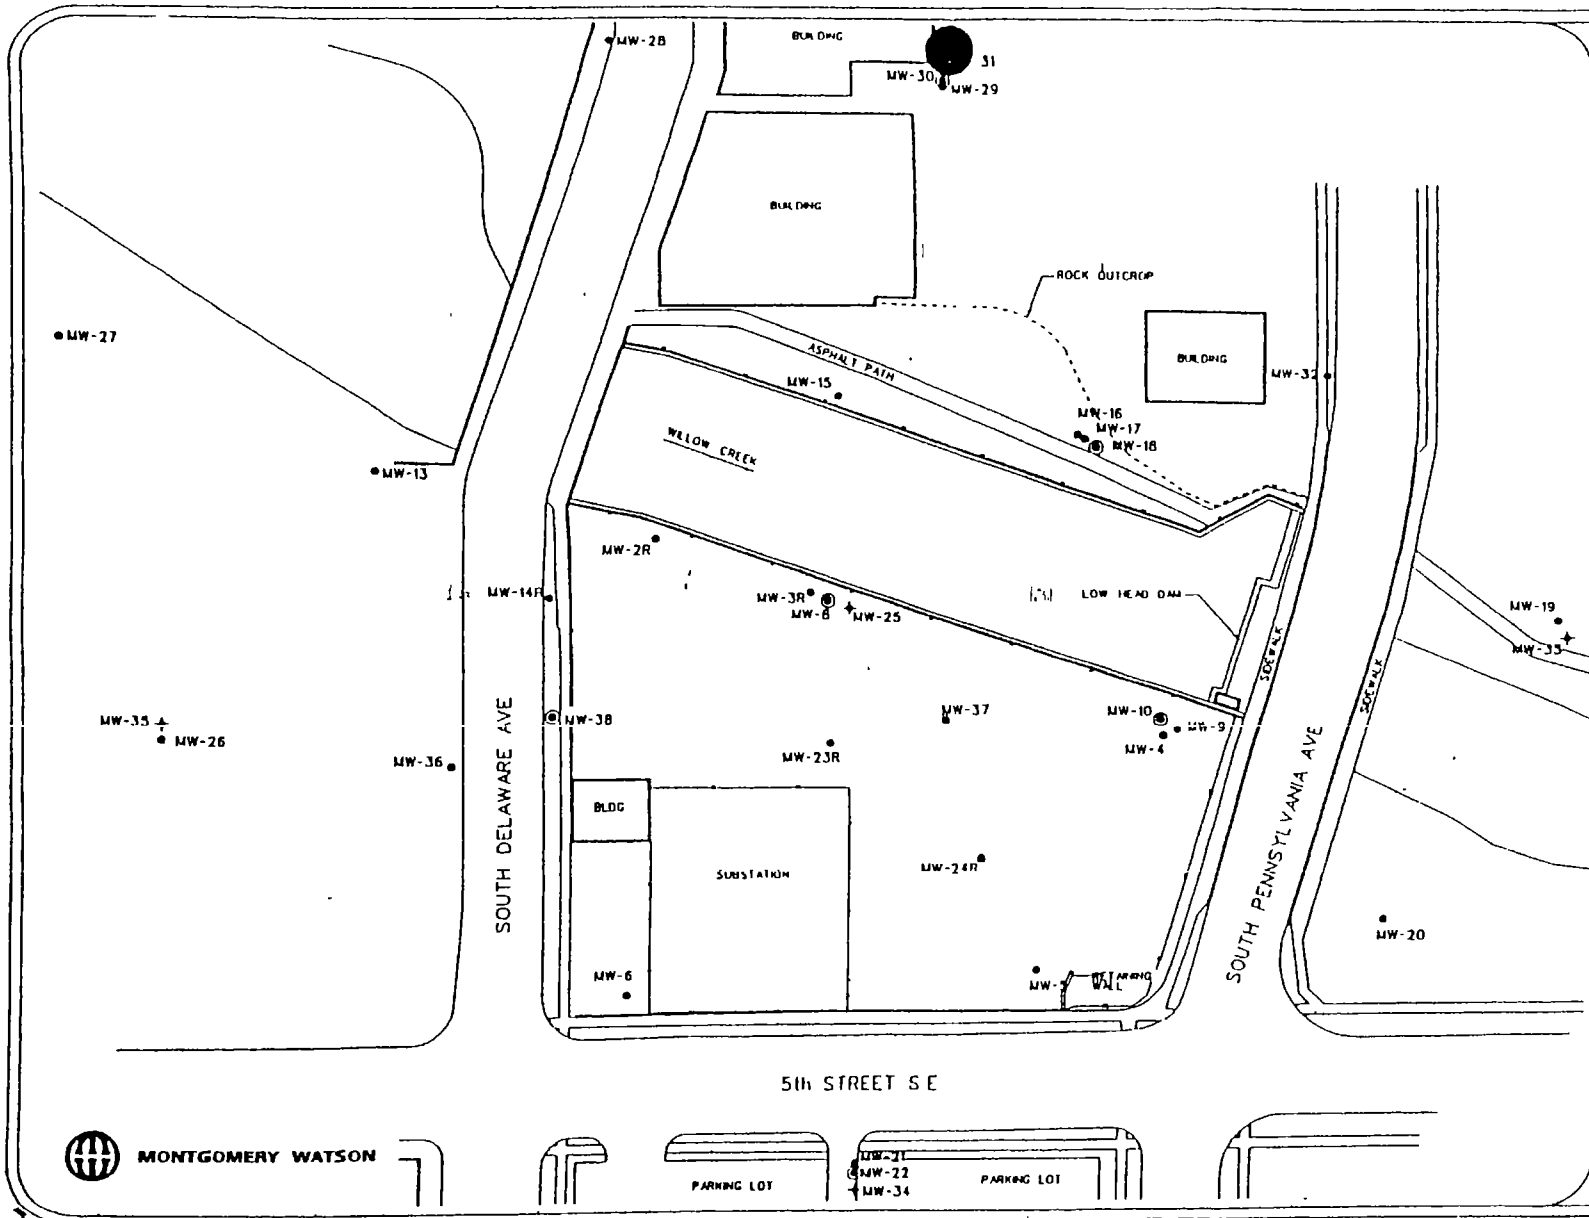 MW-28
BUILDING
31
MW-30
MW-29
BUILDING
ROCK OUTCROP
MW-27
ASPHALT PATH
BUILDING
MW-32
MW-15
MW-16
MW-17
MW-18
WILLOW CREEK
MW-13
MW-2R
MW-14R
MW-3R
MW-8
MW-25
LOW HEAD DAM
MW-19
MW-33
SIDEWALK
SIDEWALK
MW-35
MW-26
MW-38
MW-37
MW-10
MW-9
MW-4
MW-36
MW-23R
SOUTH DELAWARE AVE
BLDG
SUBSTATION
MW-24R
SOUTH PENNSYLVANIA AVE
MW-20
MW-6
RETAINING
WALL
5th STREET S E
MONTGOMERY WATSON
MW-21
MW-22
MW-34
PARKING LOT
PARKING LOT